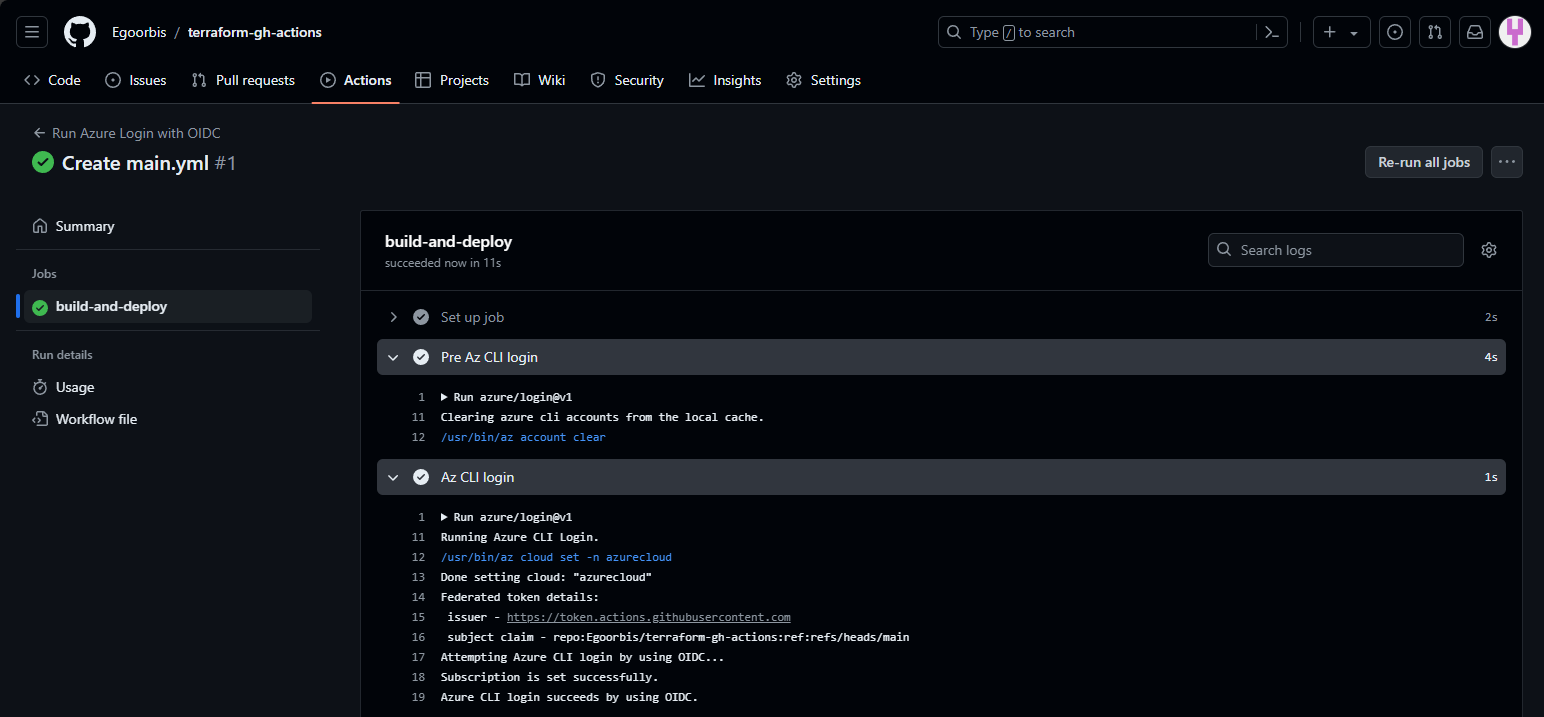 Egoorbis / terraform-gh-actions
Type / to search
Code Issues Pull requests Actions Projects Wiki Security Insights Settings
Run Azure Login with OIDC
Create main.yml #1
Re-run all jobs
Summary
Jobs
build-and-deploy
Run details
Usage
Workflow file
build-and-deploy
succeeded now in 11s
Search logs
Set up job 2s
Pre Az CLI login 4s
1 Run azure/login@v1
11 Clearing azure cli accounts from the local cache.
12 /usr/bin/az account clear
Az CLI login 1s
1 Run azure/login@v1
11 Running Azure CLI Login.
12 /usr/bin/az cloud set -n azurecloud
13 Done setting cloud: "azurecloud"
14 Federated token details:
15 issuer - https://token.actions.githubusercontent.com
16 subject claim - repo:Egoorbis/terraform-gh-actions:ref:refs/heads/main
17 Attempting Azure CLI login by using OIDC...
18 Subscription is set successfully.
19 Azure CLI login succeeds by using OIDC.